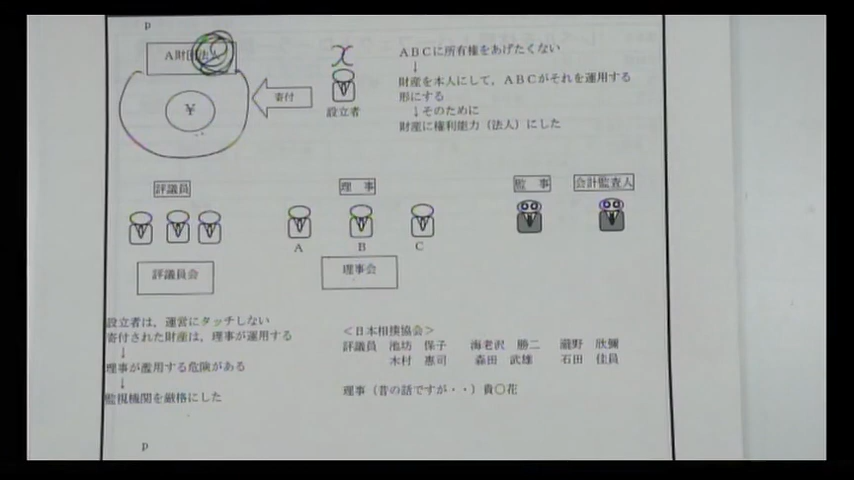 p
A財団法人
¥
寄付
x
設立者
ABCに所有権をあげたくない
↓
財産を本人にして，ABCがそれを運用する
形にする
↓そのために
財産に権利能力（法人）にした
評議員
理 事
監 事
会計監査人
A B C
評議員会
理事会
設立者は，運営にタッチしない
寄付された財産は，理事が運用する
↓
理事が濫用する危険がある
↓
監視機関を厳格にした
＜日本相撲協会＞
評議員 池坊 保子 海老沢 勝二 瀧野 欣彌
木村 惠司 森田 武雄 石田 佳員
理事（昔の話ですが・・）貴○花
p